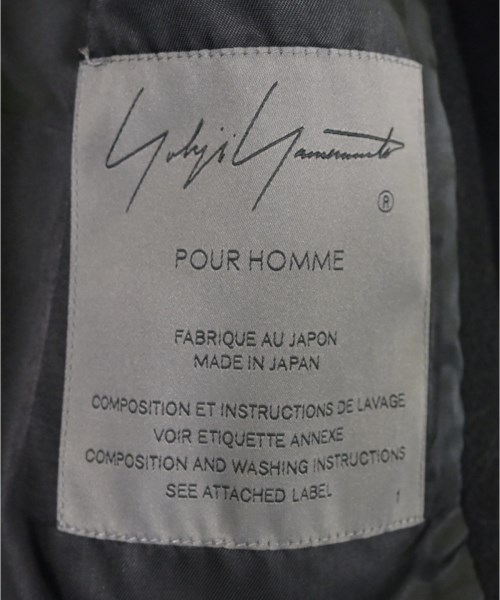 Yohji Yamamoto
®
POUR HOMME
FABRIQUE AU JAPON
MADE IN JAPAN
COMPOSITION ET INSTRUCTIONS DE LAVAGE
VOIR ETIQUETTE ANNEXE
COMPOSITION AND WASHING INSTRUCTIONS
SEE ATTACHED LABEL
1